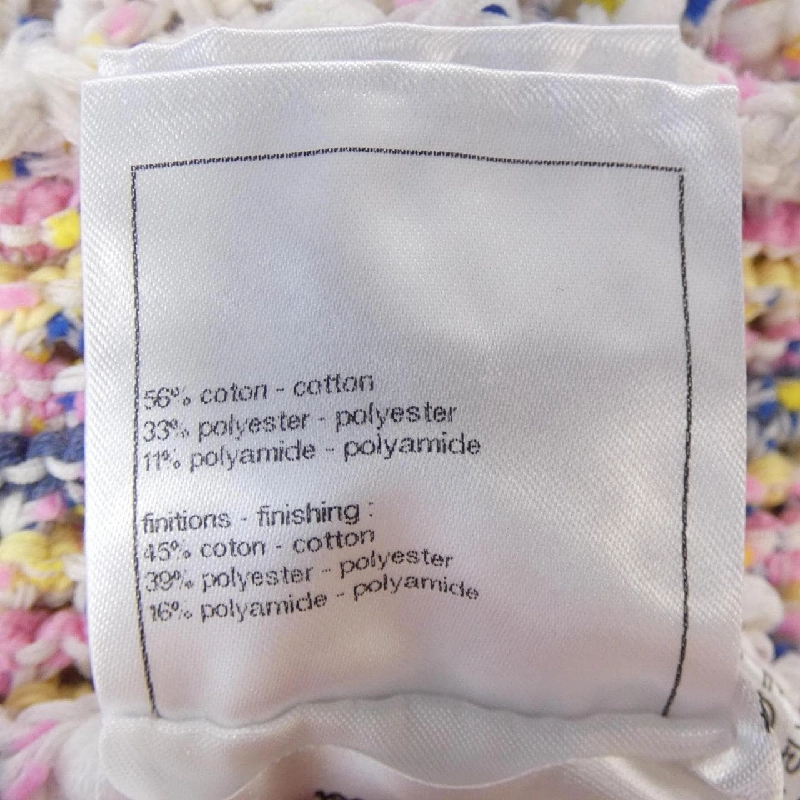 56% coton - cotton
33% polyester - polyester
11% polyamide - polyamide
finitions - finishing :
45% coton - cotton
39% polyester - polyester
16% polyamide - polyamide